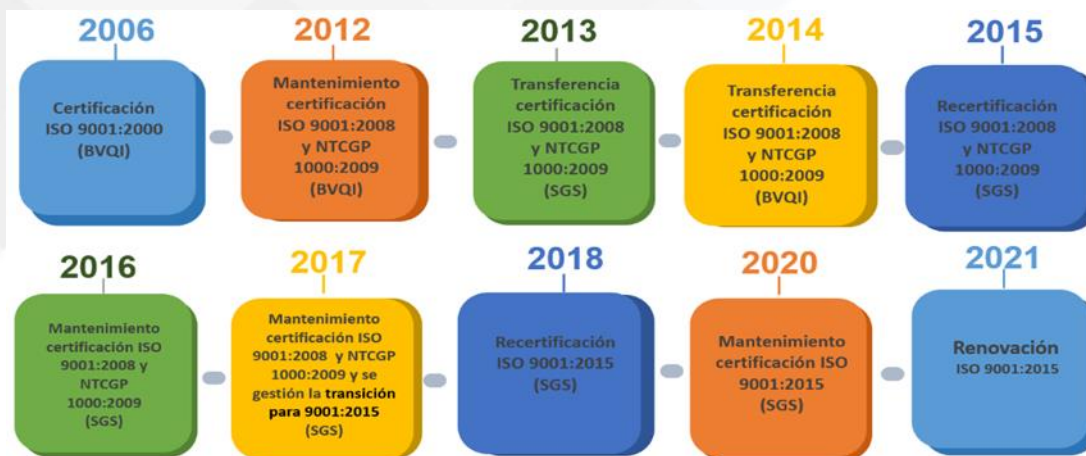 2006
Certificación
ISO 9001:2000
(BVQI)
2012
Mantenimiento
certificación
ISO 9001:2008
y NTCGP
1000:2009
(BVQI)
2013
Transferencia
certificación
ISO 9001:2008
y NTCGP
1000:2009
(SGS)
2014
Transferencia
certificación
ISO 9001:2008
y NTCGP
1000:2009
(BVQI)
2015
Recertificación
ISO 9001:2008
y NTCGP
1000:2009
(SGS)
2016
Mantenimiento
certificación ISO
9001:2008 y
NTCGP
1000:2009
(SGS)
2017
Mantenimiento
certificación ISO
9001:2008 y NTCGP
1000:2009 y se
gestión la transición
para 9001:2015
(SGS)
2018
Recertificación
ISO 9001:2015
(SGS)
2020
Mantenimiento
certificación ISO
9001:2015
(SGS)
2021
Renovación
ISO 9001:2015